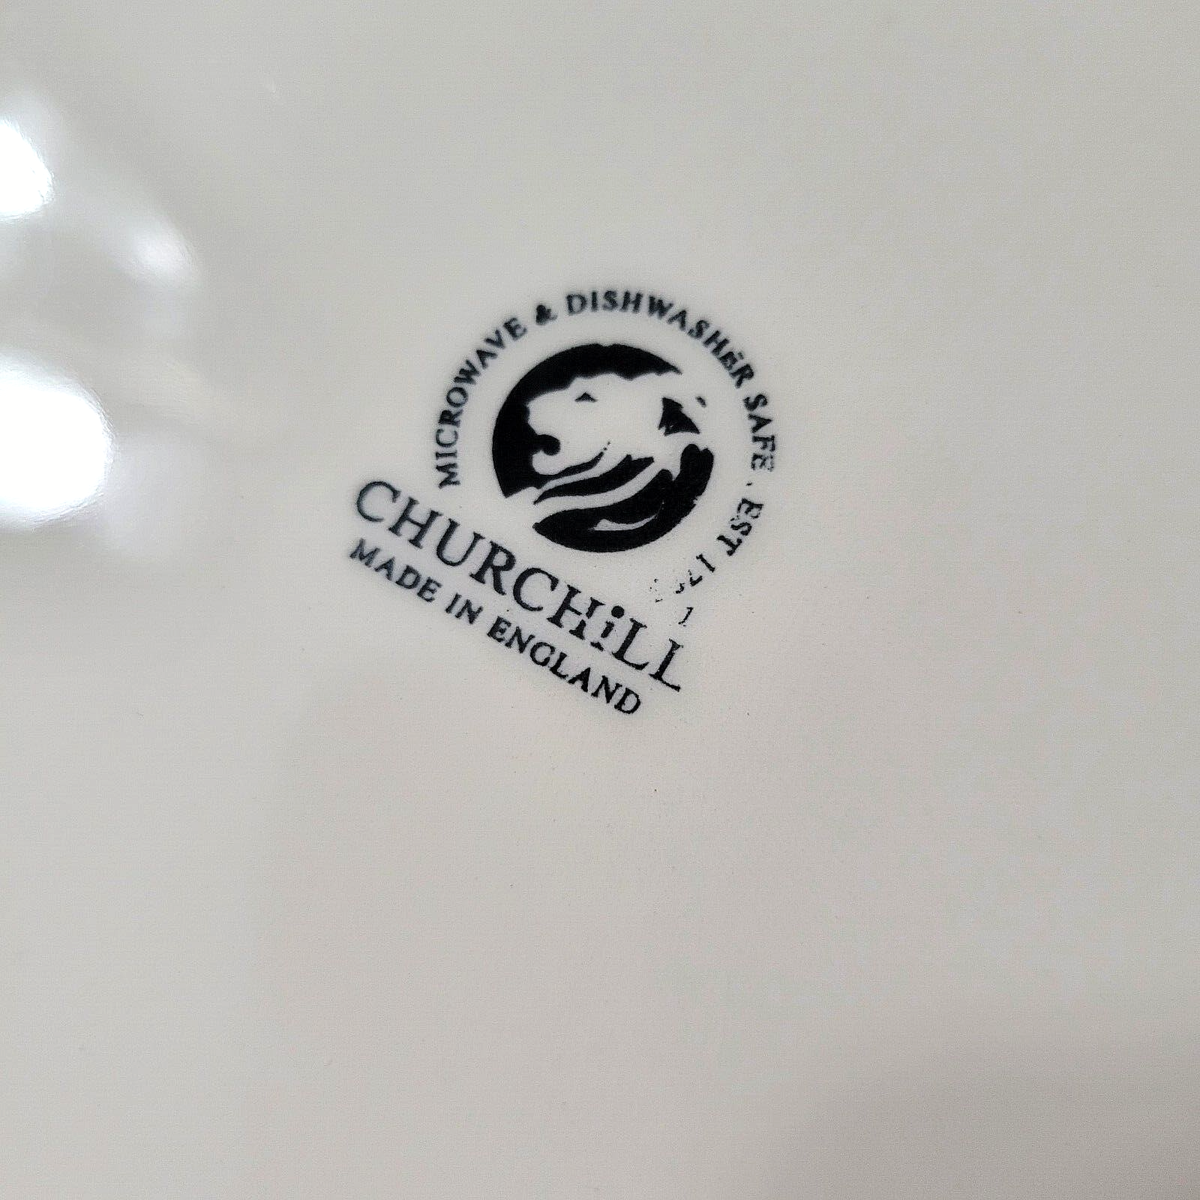 MICROWAVE & DISHWASHER SAFE . EST
CHURCHiLL
MADE IN ENGLAND